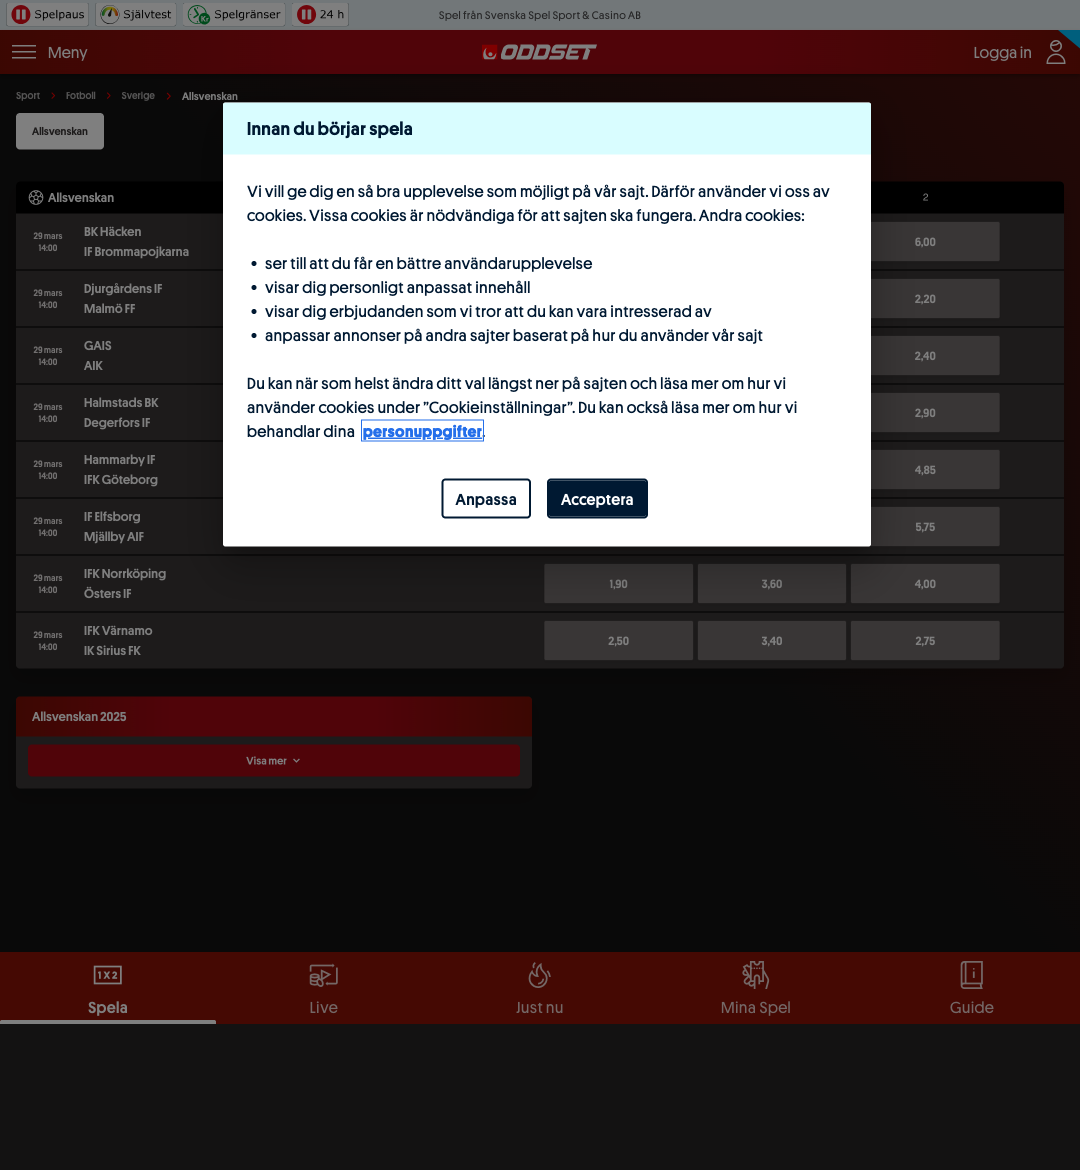 Spelpaus
Självtest
Spelgränser
24 h
Spel från Svenska Spel Sport & Casino AB
Meny
ODDSET
Logga in
Sport
Fotboll
Sverige
Allsvenskan
Allsvenskan
Innan du börjar spela
Vi vill ge dig en så bra upplevelse som möjligt på vår sajt. Därför använder vi oss av
cookies. Vissa cookies är nödvändiga för att sajten ska fungera. Andra cookies:
• ser till att du får en bättre användarupplevelse
• visar dig personligt anpassat innehåll
• visar dig erbjudanden som vi tror att du kan vara intresserad av
• anpassar annonser på andra sajter baserat på hur du använder vår sajt
Du kan när som helst ändra ditt val längst ner på sajten och läsa mer om hur vi
använder cookies under ”Cookieinställningar”. Du kan också läsa mer om hur vi
behandlar dina personuppgifter.
Anpassa
Acceptera
Allsvenskan
2
29 mars
14:00
BK Häcken
IF Brommapojkarna
6,00
29 mars
14:00
Djurgårdens IF
Malmö FF
2,20
29 mars
14:00
GAIS
AIK
2,40
29 mars
14:00
Halmstads BK
Degerfors IF
2,90
29 mars
14:00
Hammarby IF
IFK Göteborg
4,85
29 mars
14:00
IF Elfsborg
Mjällby AIF
5,75
29 mars
14:00
IFK Norrköping
Östers IF
1,90
3,60
4,00
29 mars
14:00
IFK Värnamo
IK Sirius FK
2,50
3,40
2,75
Allsvenskan 2025
Visa mer
1X2
Spela
Live
Just nu
Mina Spel
Guide